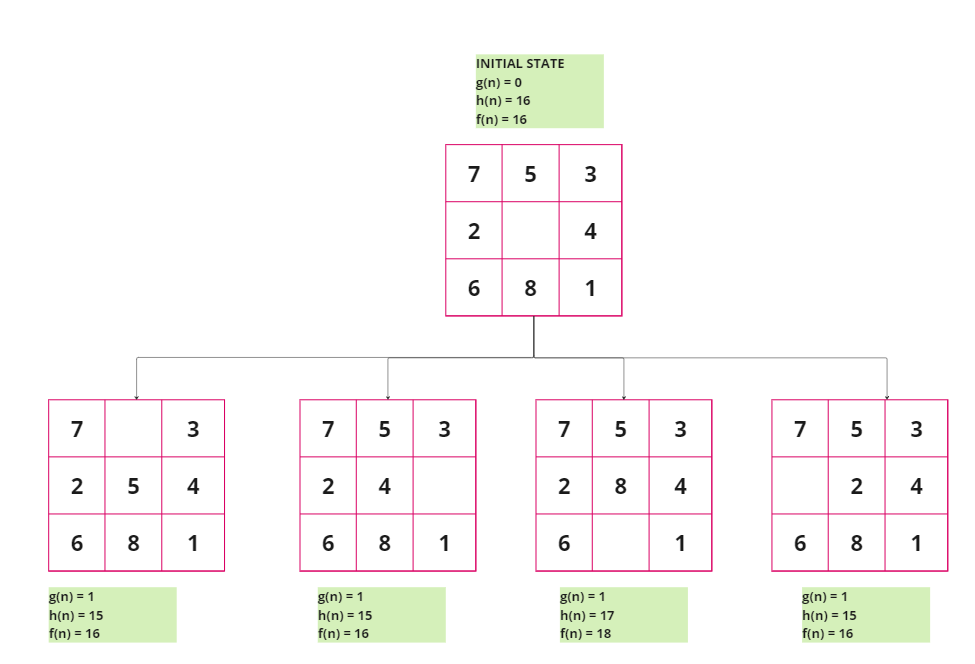 INITIAL STATE
g(n) = 0
h(n) = 16
f(n) = 16
7 5 3
2 4
6 8 1
7 3
2 5 4
6 8 1
g(n) = 1
h(n) = 15
f(n) = 16
7 5 3
2 4
6 8 1
g(n) = 1
h(n) = 15
f(n) = 16
7 5 3
2 8 4
6 1
g(n) = 1
h(n) = 17
f(n) = 18
7 5 3
2 4
6 8 1
g(n) = 1
h(n) = 15
f(n) = 16